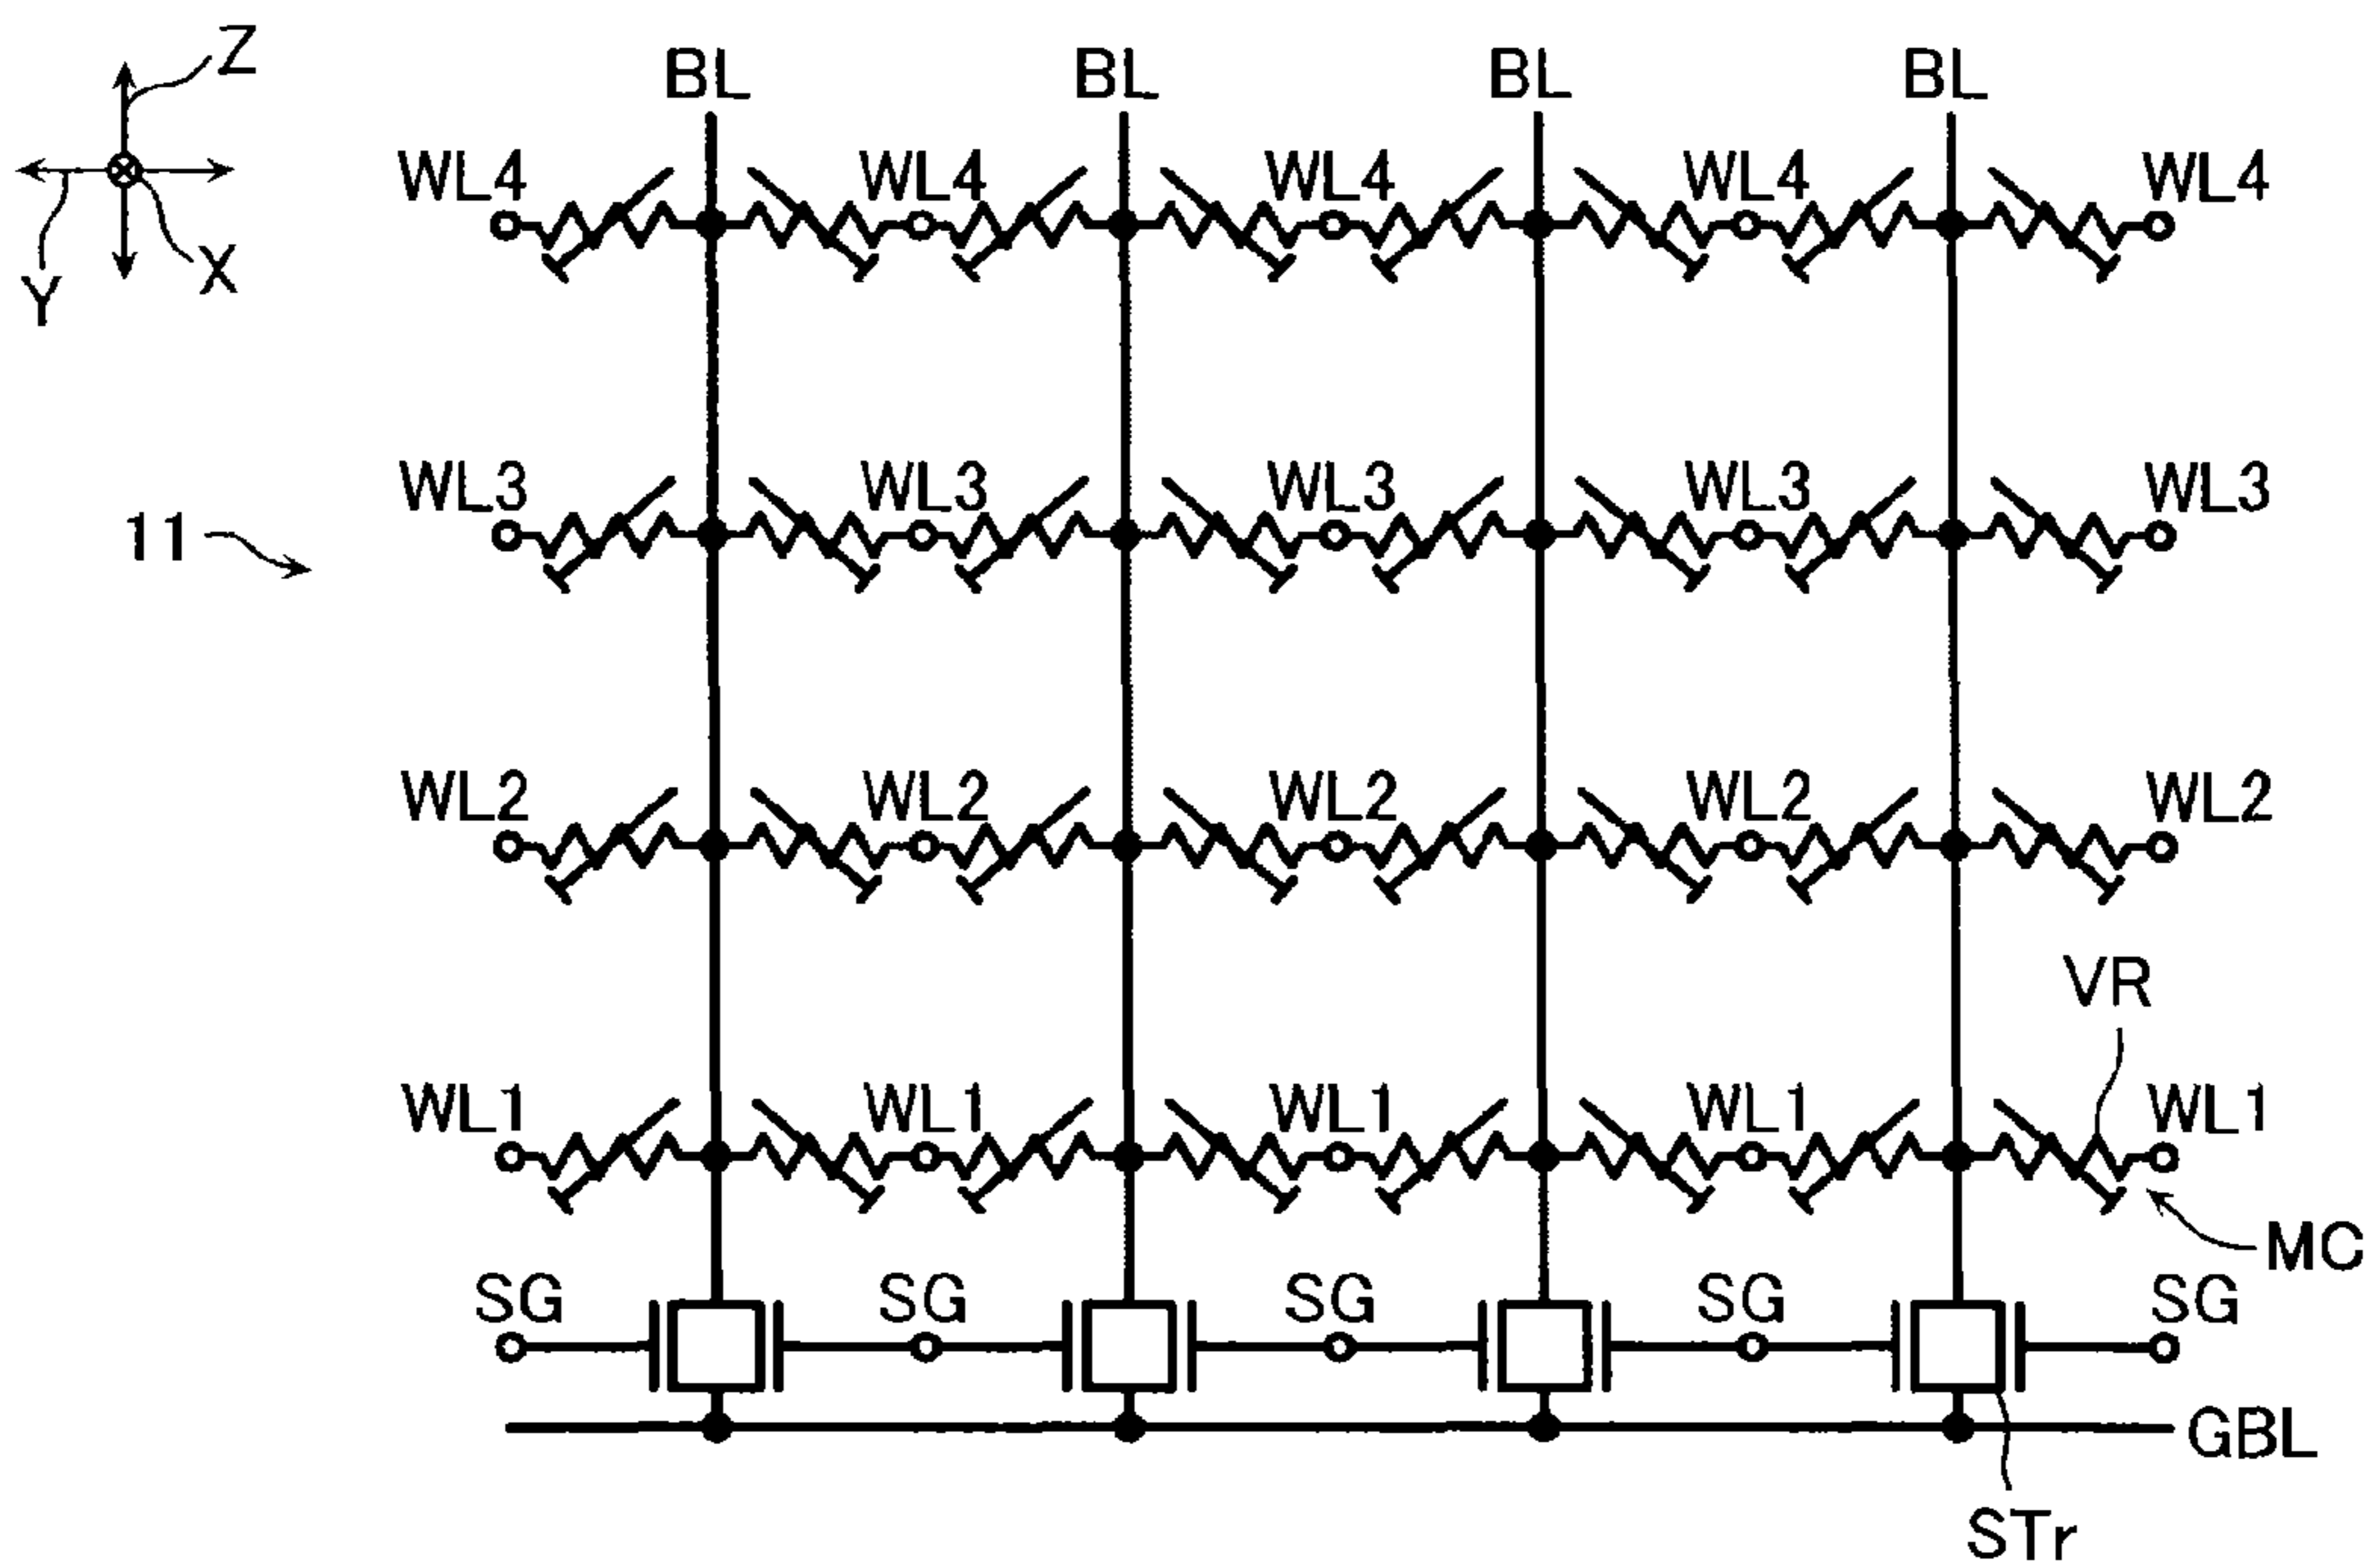 Z
Y
X
BL BL BL BL
WL4 WL4 WL4 WL4 WL4
WL3 WL3 WL3 WL3 WL3
11
WL2 WL2 WL2 WL2 WL2
VR
WL1 WL1 WL1 WL1 WL1
MC
SG SG SG SG SG
GBL
STr